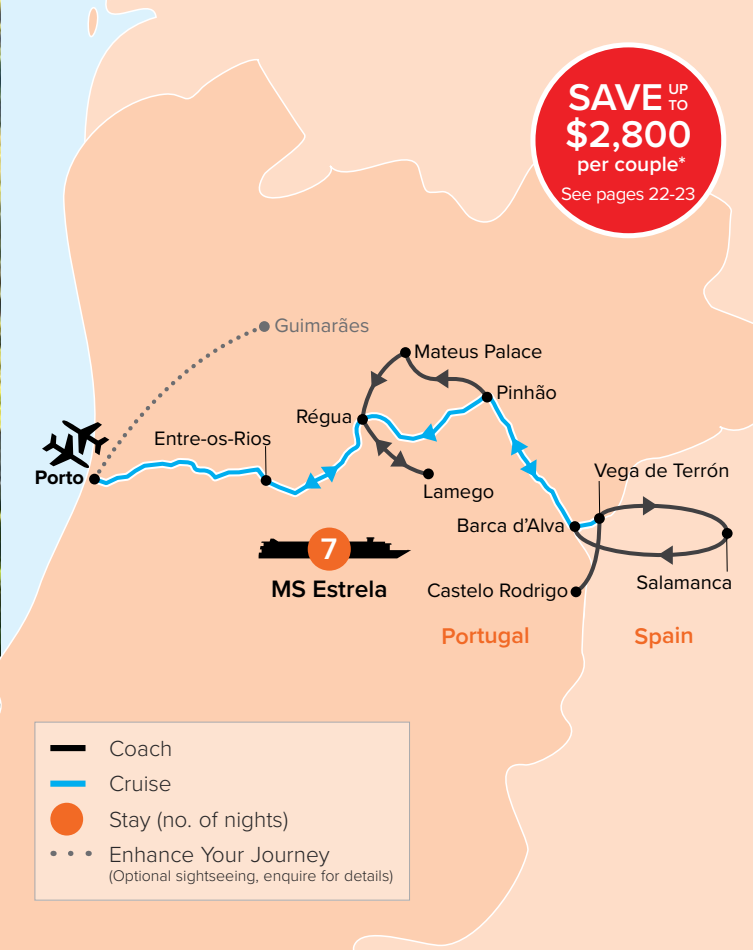 SAVE UP TO
$2,800
per couple*
See pages 22-23
Guimarães
Mateus Palace
Pinhão
Régua
Entre-os-Rios
Porto
Lamego
Vega de Terrón
Barca d'Alva
7
MS Estrela
Castelo Rodrigo
Salamanca
Portugal
Spain
Coach
Cruise
Stay (no. of nights)
Enhance Your Journey
(Optional sightseeing, enquire for details)